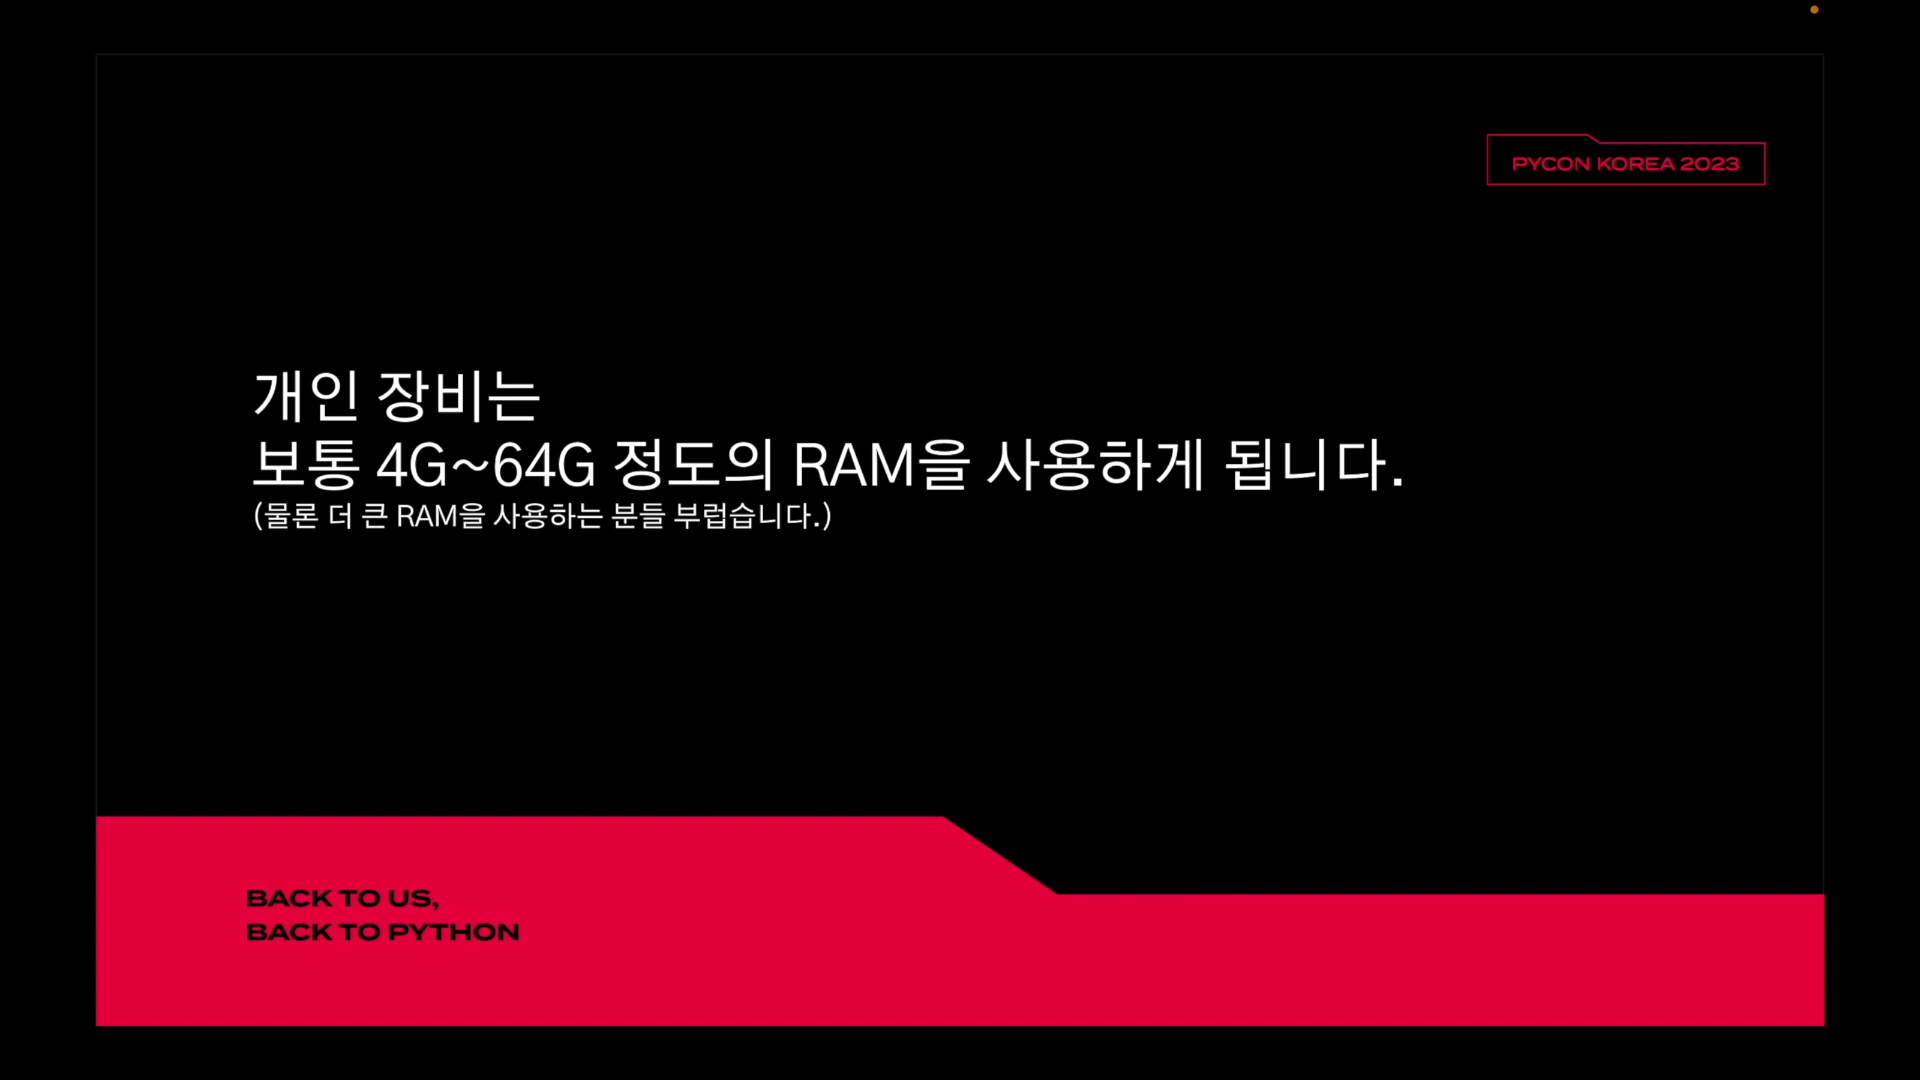 PYCON KOREA 2023
개인 장비는
보통 4G~64G 정도의 RAM을 사용하게 됩니다.
(물론 더 큰 RAM을 사용하는 분들 부럽습니다.)
BACK TO US,
BACK TO PYTHON